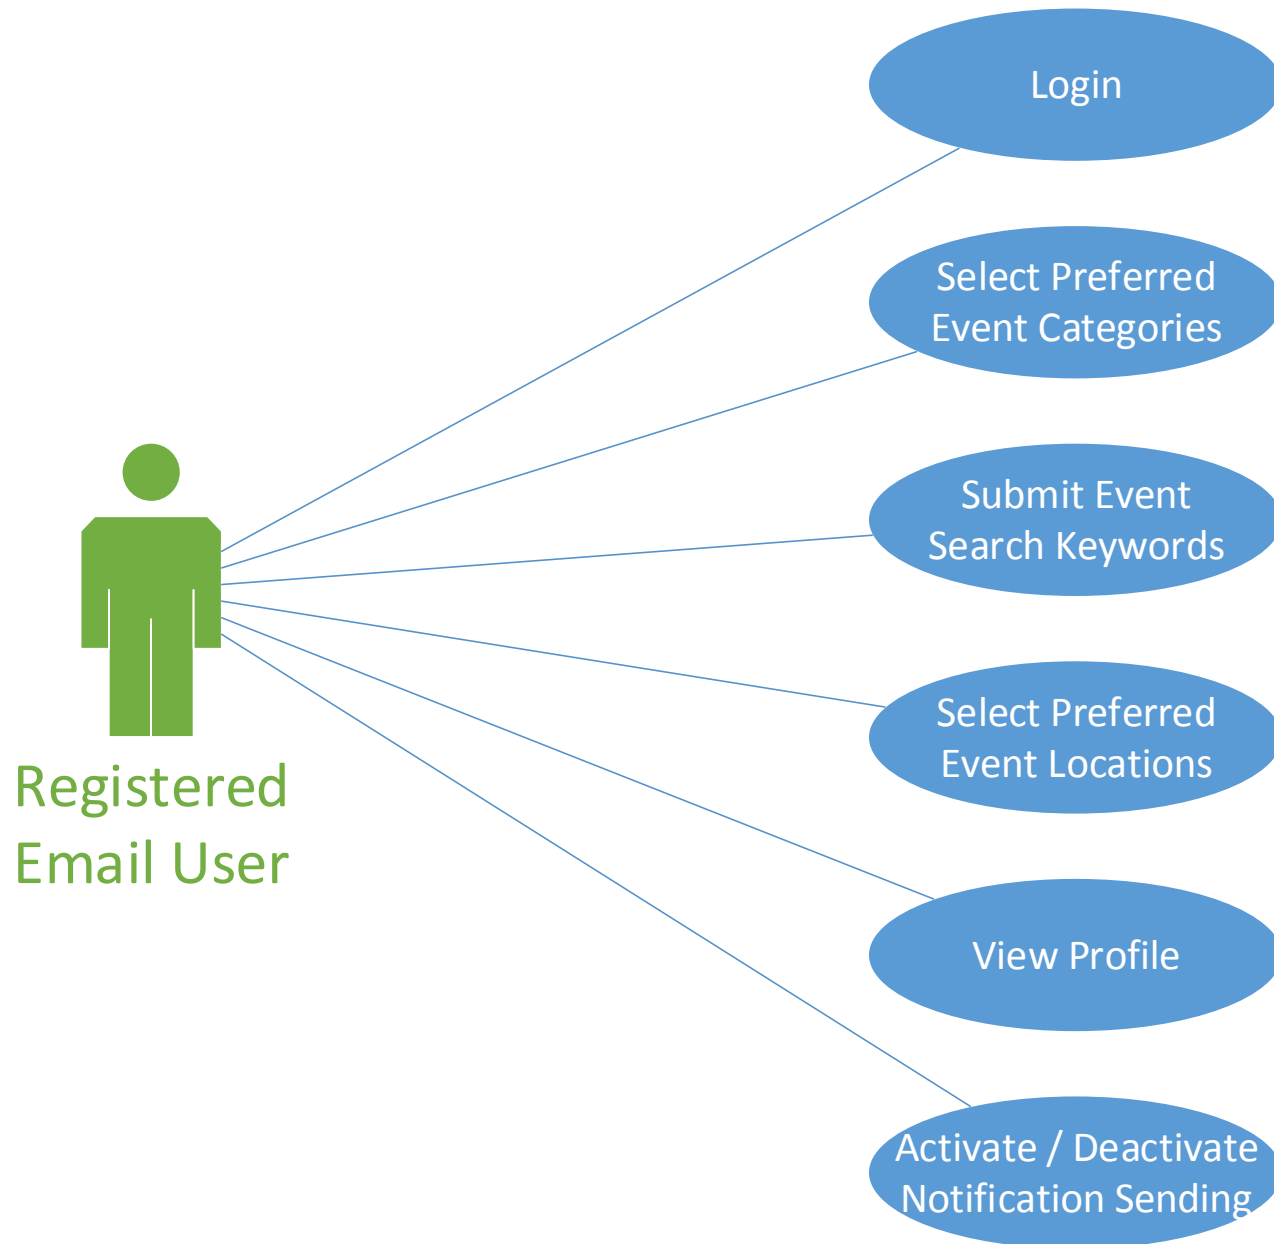 Login
Select Preferred
Event Categories
Submit Event
Search Keywords
Select Preferred
Event Locations
Registered
Email User
View Profile
Activate / Deactivate
Notification Sending